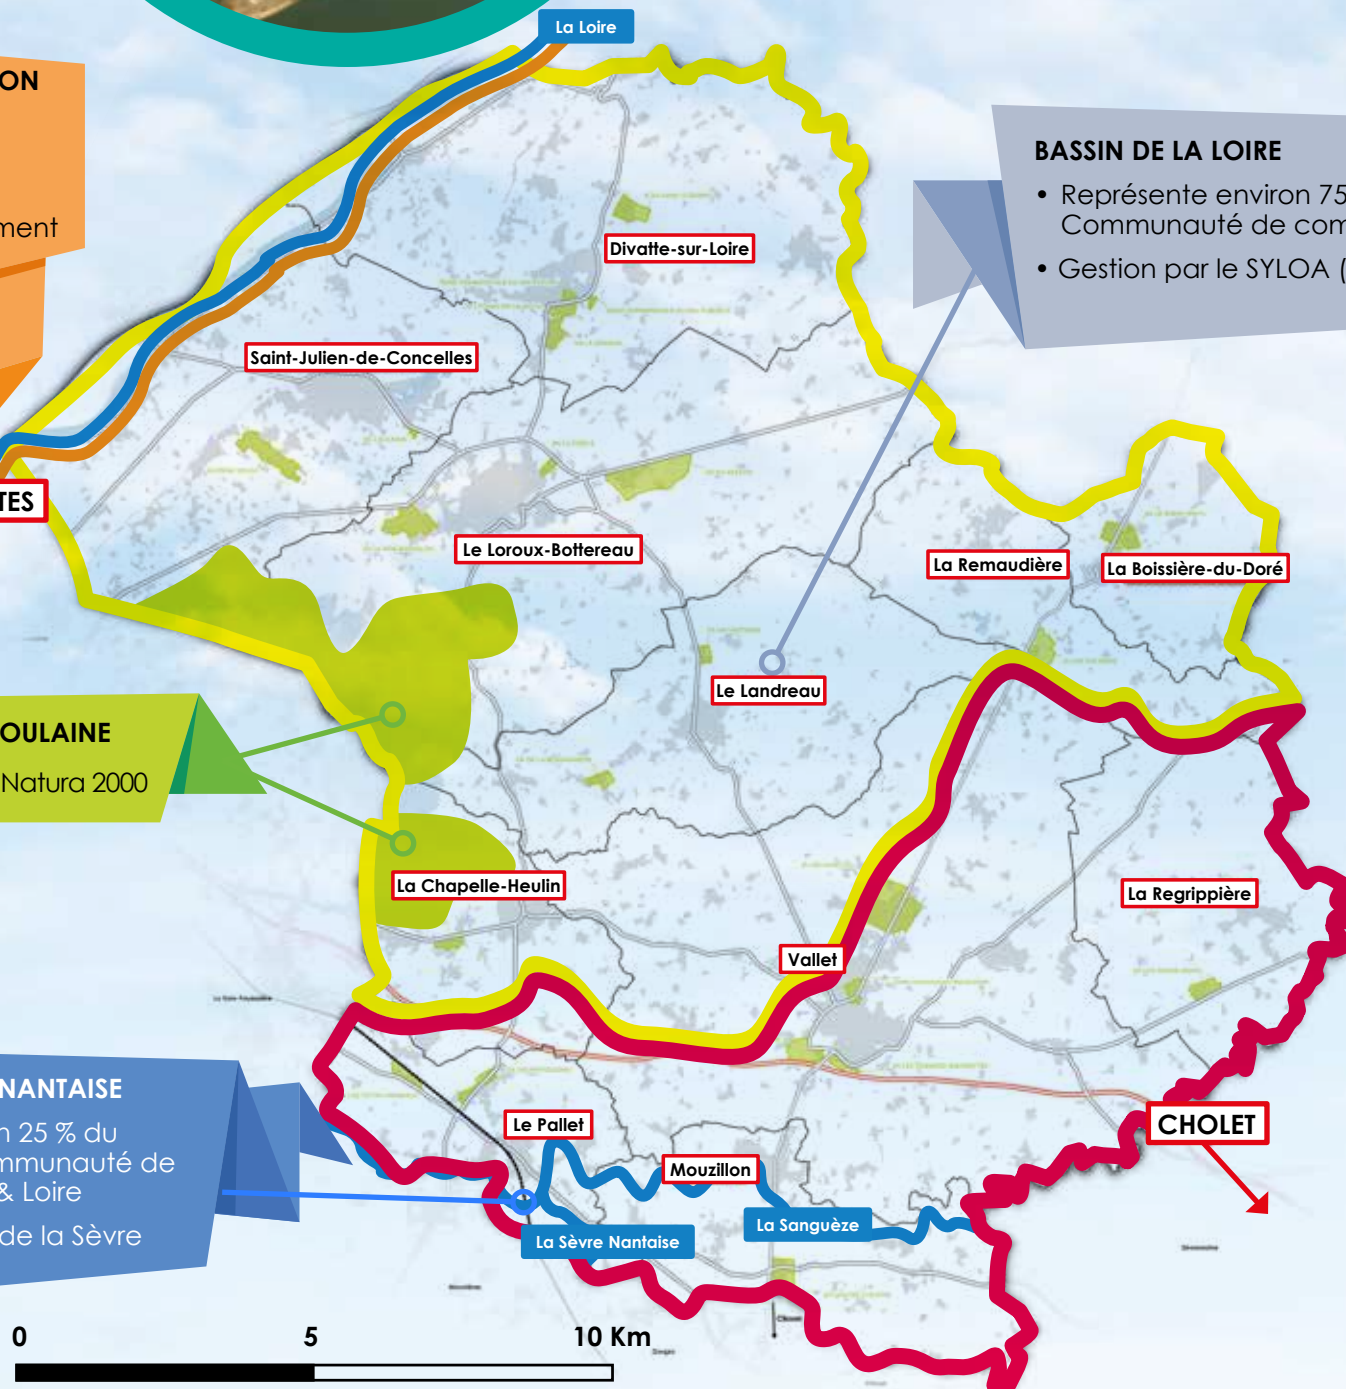 La Loire
ON
ment
BASSIN DE LA LOIRE
• Représente environ 75
Communauté de com
• Gestion par le SYLOA (
Divatte-sur-Loire
Saint-Julien-de-Concelles
TES
Le Loroux-Bottereau
La Remaudière
La Boissière-du-Doré
Le Landreau
OULAINE
Natura 2000
La Chapelle-Heulin
La Regrippière
Vallet
NANTAISE
n 25 % du
mmunauté de
& Loire
de la Sèvre
Le Pallet
CHOLET
Mouzillon
La Sanguèze
La Sèvre Nantaise
0 5 10 Km